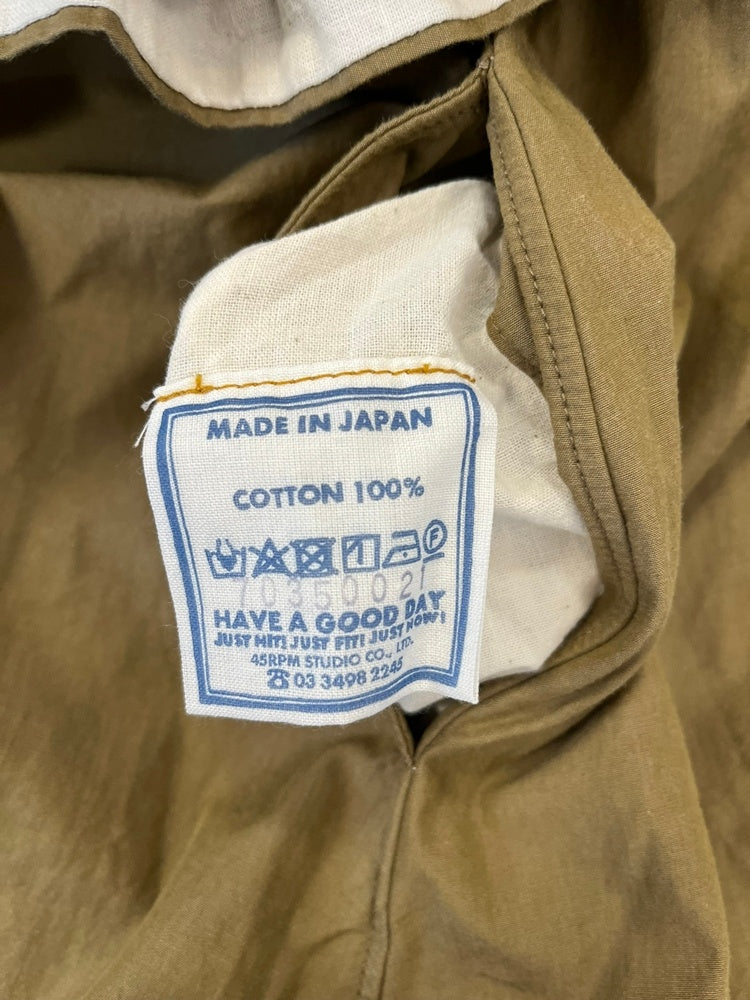 MADE IN JAPAN
COTTON 100%
F
HAVE A GOOD DAY
JUST HIT! JUST FIT! JUST NOW!
45RPM STUDIO CO., LTD.
☎ 03 3498 2245